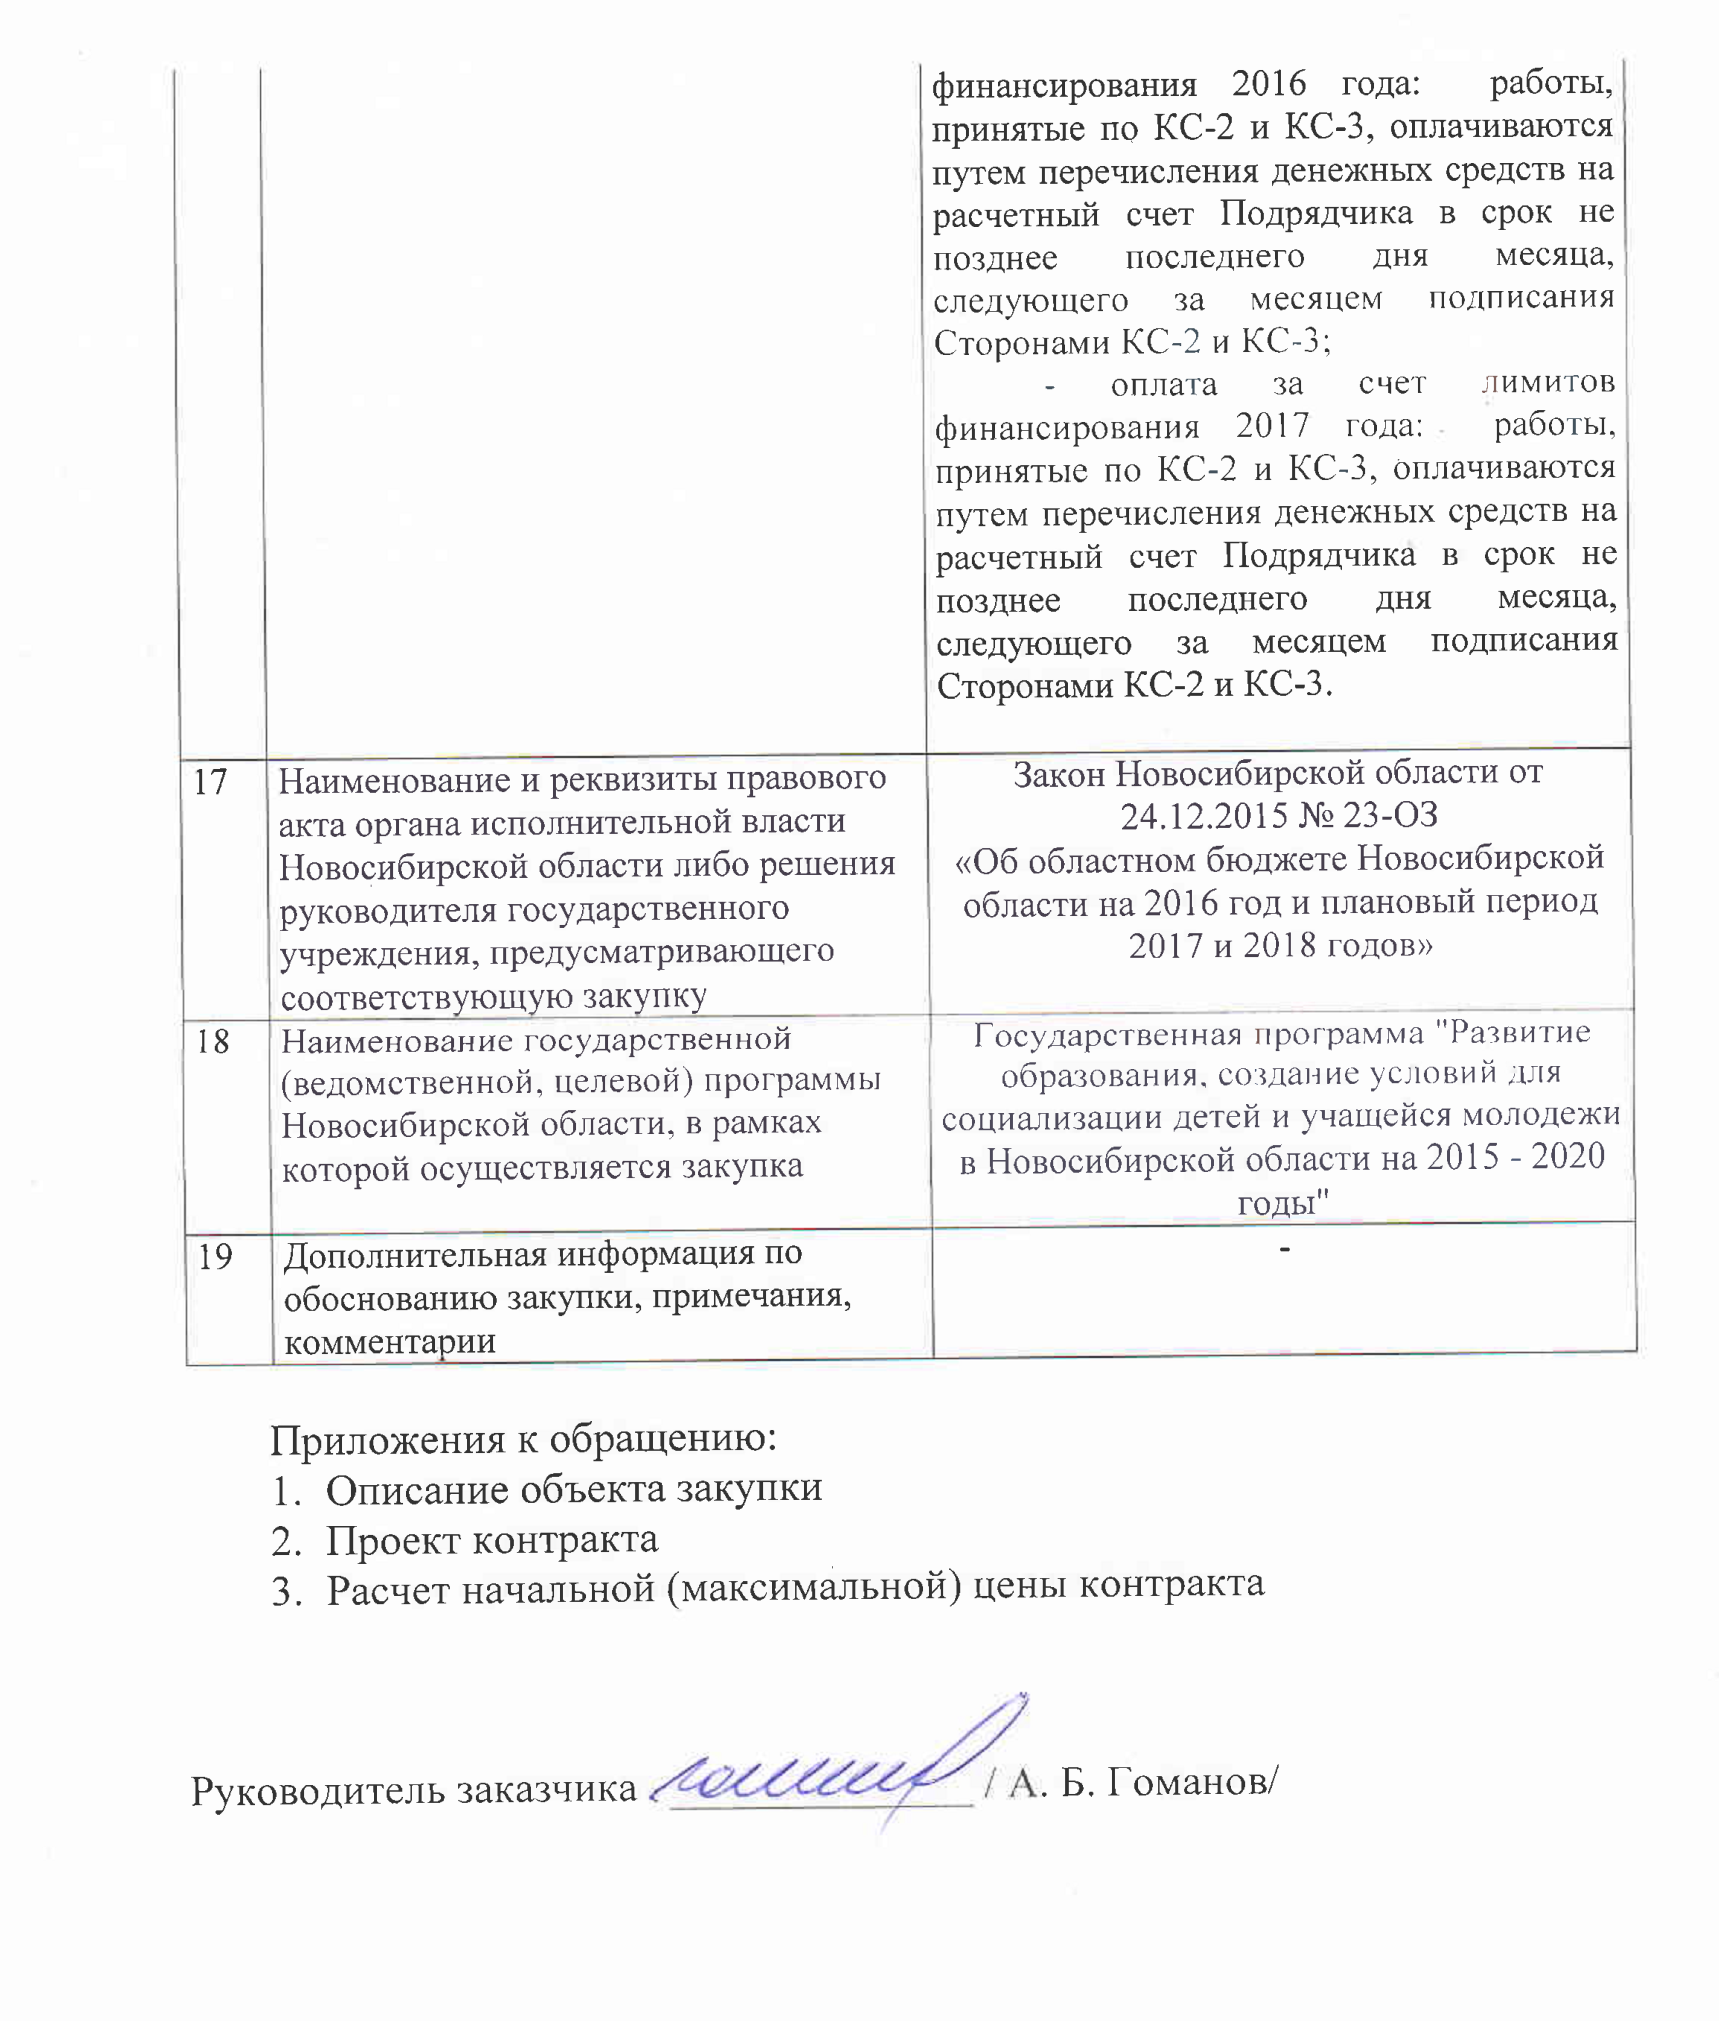 финансирования 2016 года: работы,
принятые по КС-2 и КС-3, оплачиваются
путем перечисления денежных средств на
расчетный счет Подрядчика в срок не
позднее последнего дня месяца,
следующего за месяцем подписания
Сторонами КС-2 и КС-3;
- оплата за счет лимитов
финансирования 2017 года: работы,
принятые по КС-2 и КС-3, оплачиваются
путем перечисления денежных средств на
расчетный счет Подрядчика в срок не
позднее последнего дня месяца,
следующего за месяцем подписания
Сторонами КС-2 и КС-3.
17
Наименование и реквизиты правового
акта органа исполнительной власти
Новосибирской области либо решения
руководителя государственного
учреждения, предусматривающего
соответствующую закупку
Закон Новосибирской области от
24.12.2015 № 23-ОЗ
«Об областном бюджете Новосибирской
области на 2016 год и плановый период
2017 и 2018 годов»
18
Наименование государственной
(ведомственной, целевой) программы
Новосибирской области, в рамках
которой осуществляется закупка
Государственная программа "Развитие
образования, создание условий для
социализации детей и учащейся молодежи
в Новосибирской области на 2015 - 2020
годы"
19
Дополнительная информация по
обоснованию закупки, примечания,
комментарии
-
Приложения к обращению:
1. Описание объекта закупки
2. Проект контракта
3. Расчет начальной (максимальной) цены контракта
Руководитель заказчика / А. Б. Гоманов/